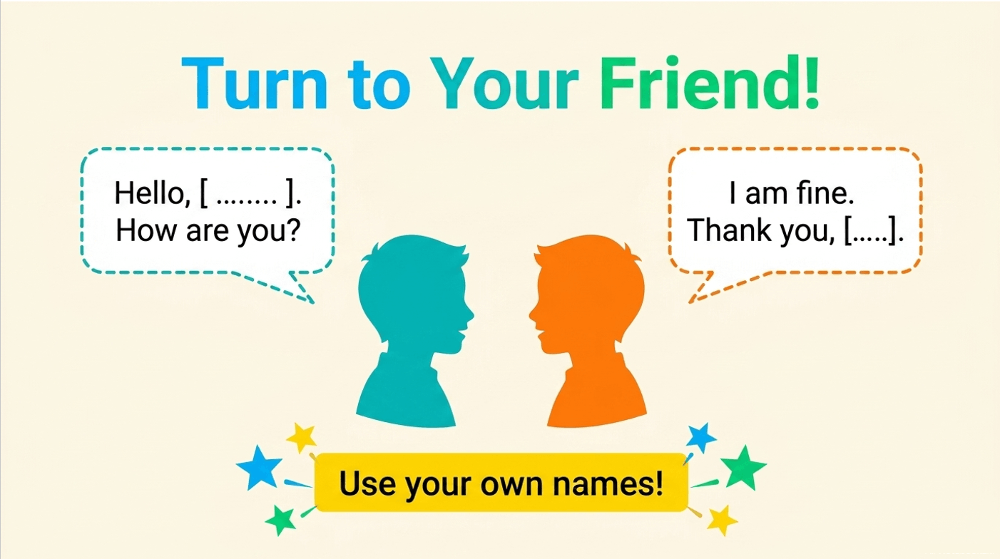 Turn to Your Friend!
Hello, [ ........ ].
How are you?
I am fine.
Thank you, [.....].
Use your own names!